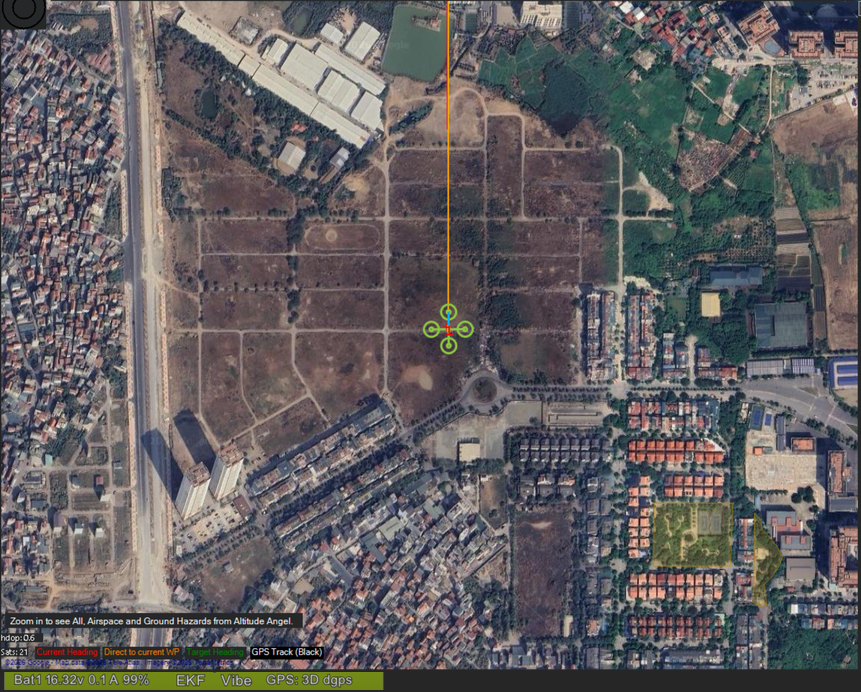 Zoom in to see All, Airspace and Ground Hazards from Altitude Angel.
hdop: 0.6
Sats: 21 Current Heading Direct to current WP Target Heading GPS Track (Black)
Bat1 16.32v 0.1 A 99% EKF Vibe GPS: 3D dgps